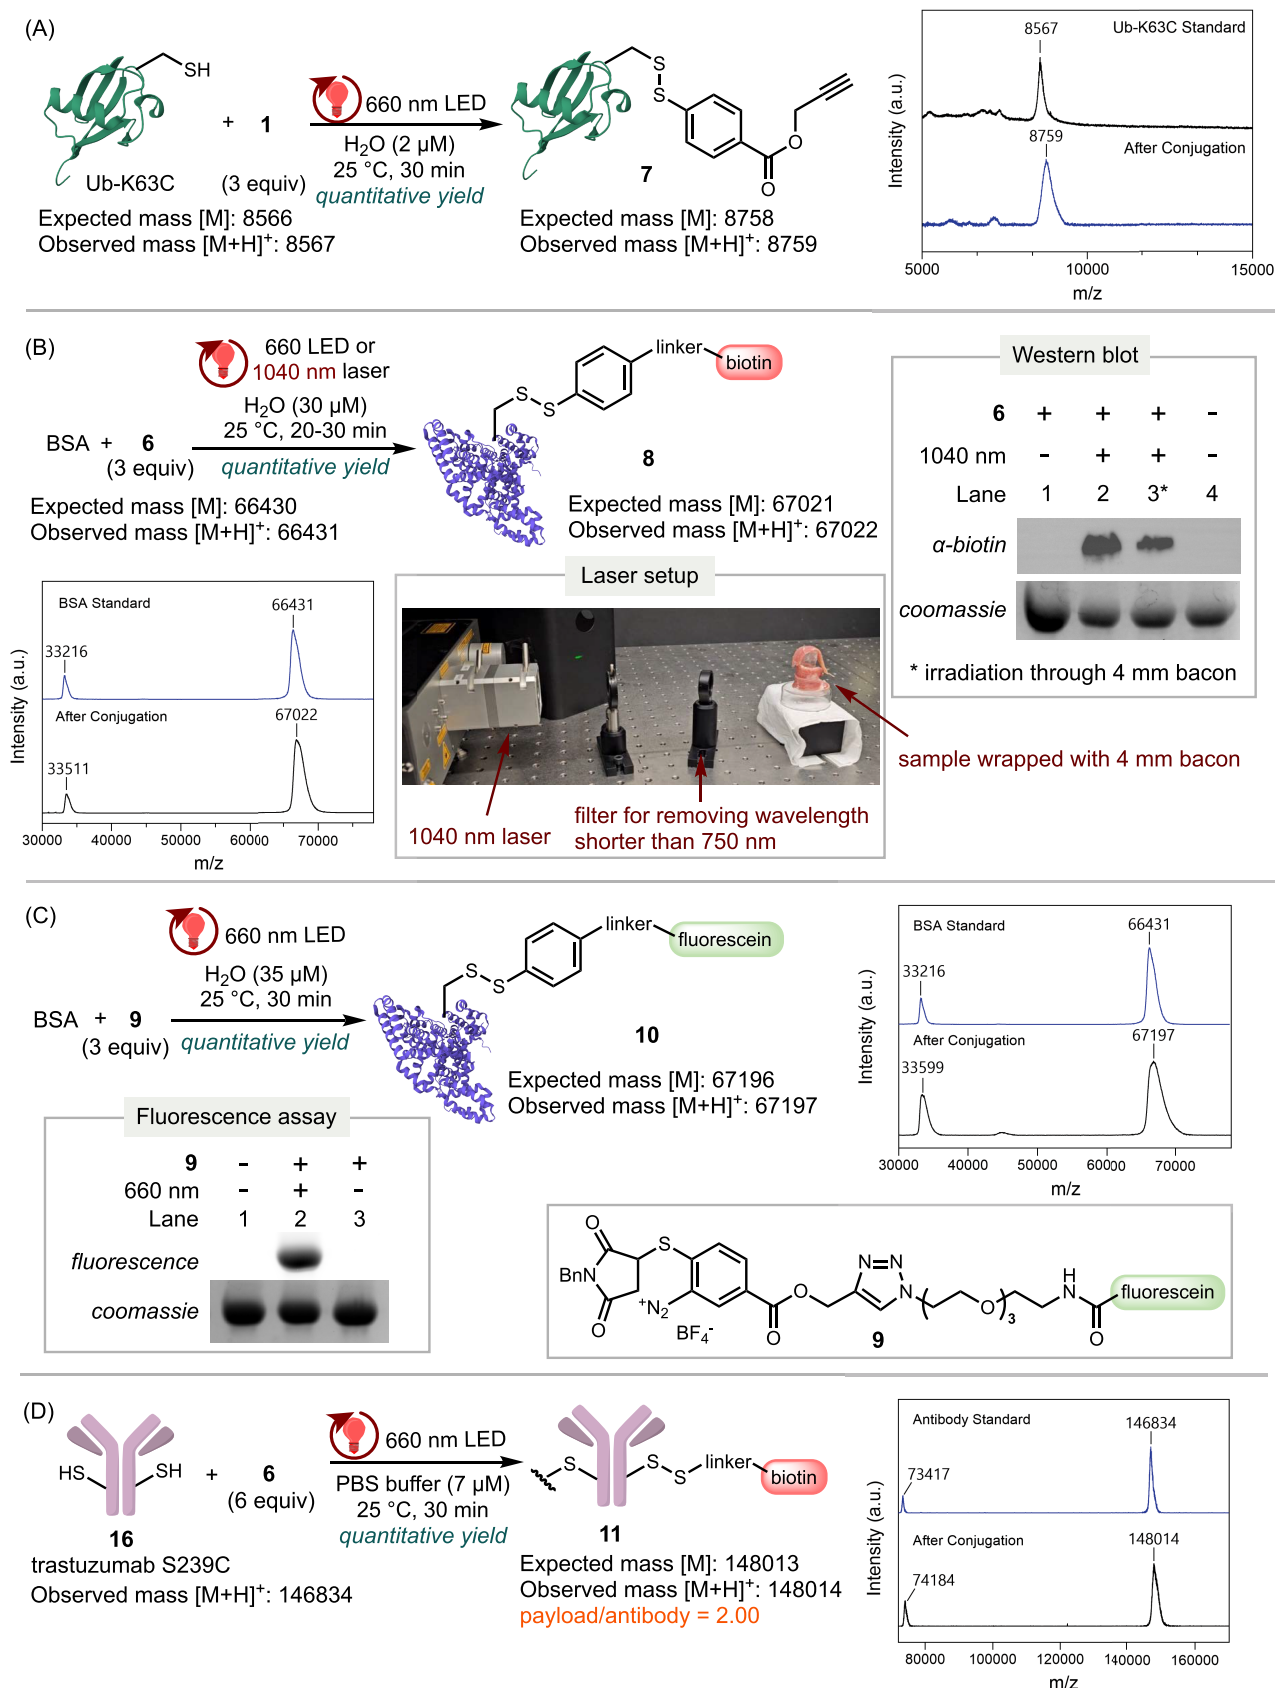 (A)
SH
Ub-K63C
+ 1
(3 equiv)
660 nm LED
H₂O (2 µM)
25 °C, 30 min
quantitative yield
S
S
O
O
7
Expected mass [M]: 8566
Observed mass [M+H]⁺: 8567
Expected mass [M]: 8758
Observed mass [M+H]⁺: 8759
8567
Ub-K63C Standard
8759
After Conjugation
Intensity (a.u.)
5000 10000 15000
m/z
(B)
660 LED or
1040 nm laser
H₂O (30 µM)
25 °C, 20-30 min
quantitative yield
BSA + 6
(3 equiv)
Expected mass [M]: 66430
Observed mass [M+H]⁺: 66431
linker
biotin
S
S
8
Expected mass [M]: 67021
Observed mass [M+H]⁺: 67022
Western blot
6 + + + -
1040 nm - + + -
Lane 1 2 3* 4
α-biotin
coomassie
* irradiation through 4 mm bacon
BSA Standard
66431
33216
After Conjugation
67022
33511
Intensity (a.u.)
30000 40000 50000 60000 70000
m/z
Laser setup
1040 nm laser
filter for removing wavelength
shorter than 750 nm
sample wrapped with 4 mm bacon
(C)
660 nm LED
H₂O (35 µM)
25 °C, 30 min
quantitative yield
BSA + 9
(3 equiv)
linker
fluorescein
S
S
10
Expected mass [M]: 67196
Observed mass [M+H]⁺: 67197
BSA Standard
66431
33216
After Conjugation
67197
33599
Intensity (a.u.)
30000 40000 50000 60000 70000
m/z
Fluorescence assay
9 - + +
660 nm - + -
Lane 1 2 3
fluorescence
coomassie
O
S
BnN
O
⁺N₂
BF₄⁻
O
O
N=N
N
O
3
H
N
O
fluorescein
9
(D)
HS
SH
16
trastuzumab S239C
Observed mass [M+H]⁺: 146834
+ 6
(6 equiv)
660 nm LED
PBS buffer (7 µM)
25 °C, 30 min
quantitative yield
S
S
S
linker
biotin
11
Expected mass [M]: 148013
Observed mass [M+H]⁺: 148014
payload/antibody = 2.00
Antibody Standard
146834
73417
After Conjugation
148014
74184
Intensity (a.u.)
80000 100000 120000 140000 160000
m/z